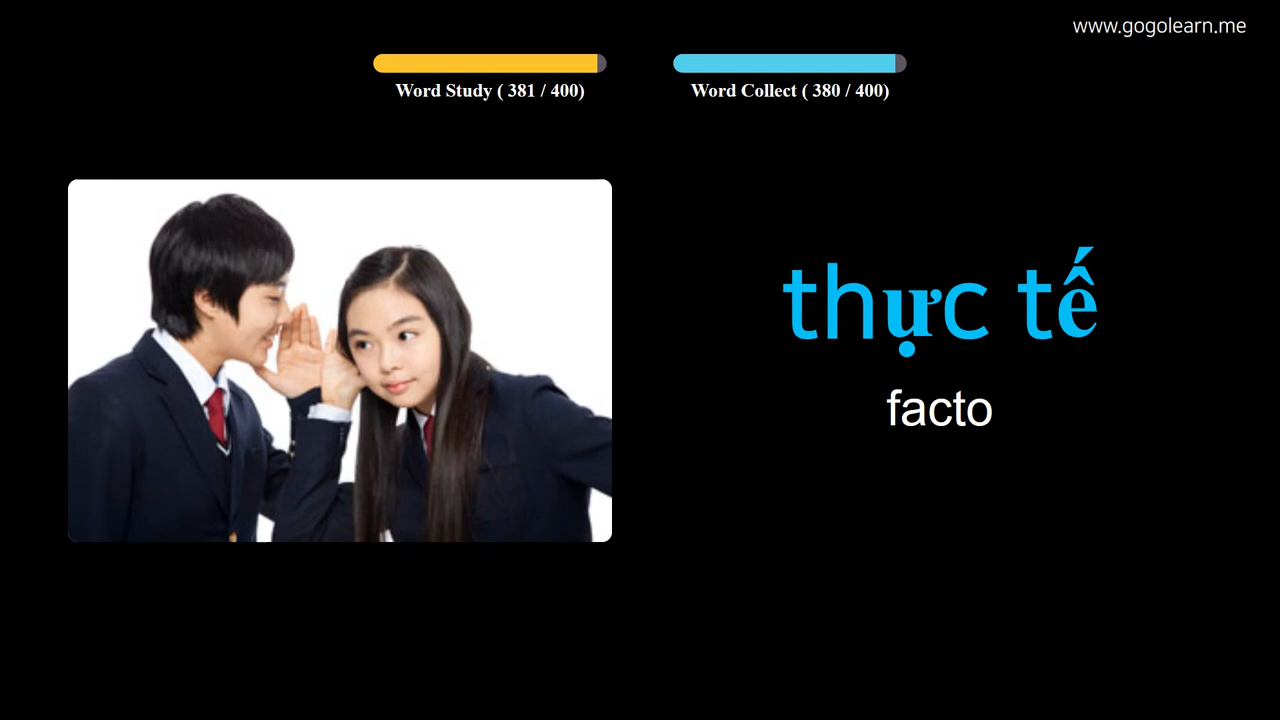 www.gogolearn.me
Word Study ( 381 / 400)
Word Collect ( 380 / 400)
thực tế
facto